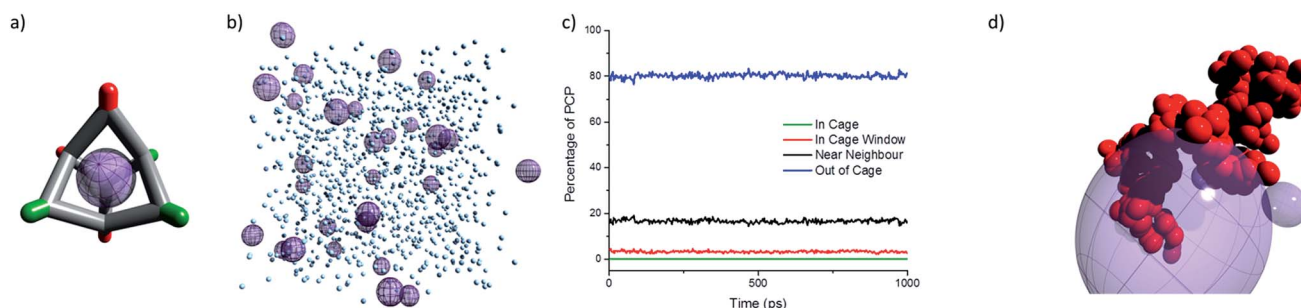 a)
b)
c)
d)
100
80
60
40
20
0
Percentage of PCP
In Cage
In Cage Window
Near Neighbour
Out of Cage
0
500
1000
Time (ps)